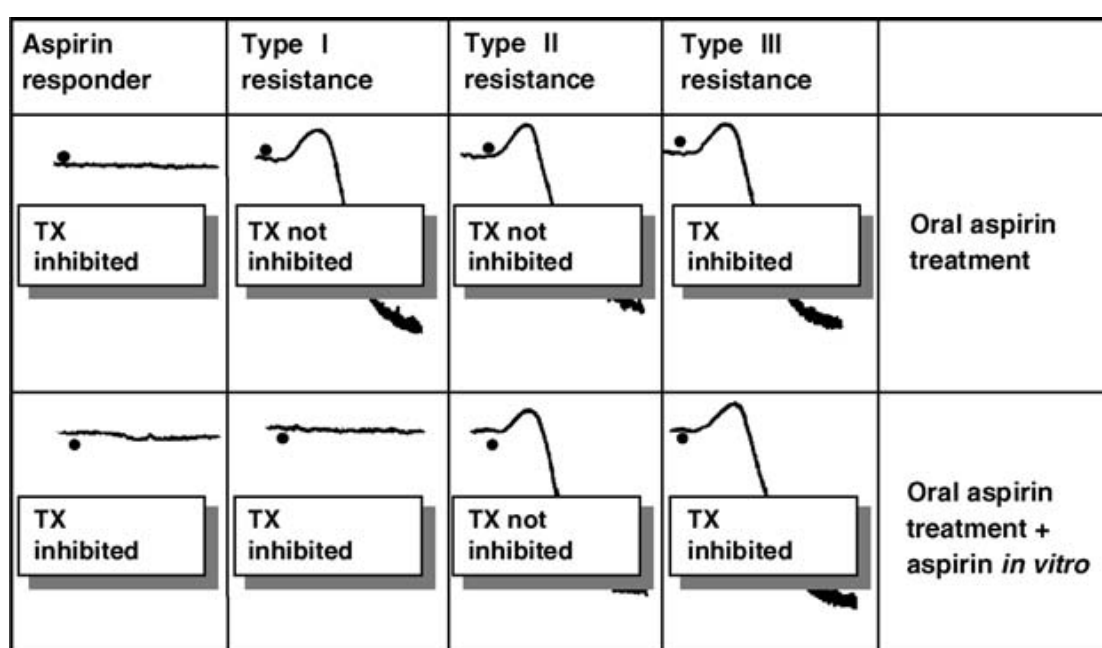 Aspirin
responder
Type I
resistance
Type II
resistance
Type III
resistance
TX
inhibited
TX not
inhibited
TX not
inhibited
TX
inhibited
Oral aspirin
treatment
TX
inhibited
TX
inhibited
TX not
inhibited
TX
inhibited
Oral aspirin
treatment +
aspirin in vitro